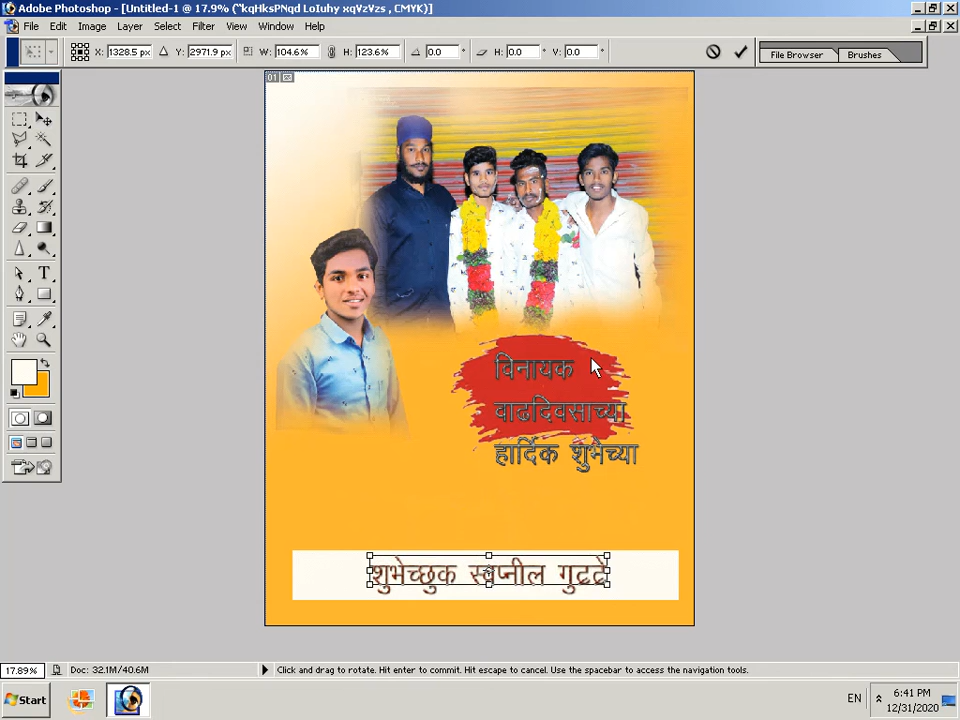 Adobe Photoshop - [Untitled-1 @ 17.9% (“kqHksPNqd LoIuhy xqVzVzs , CMYK)]
File Edit Image Layer Select Filter View Window Help
X: 1328.5 px Y: 2971.9 px W: 104.6% H: 123.6% 0.0 ° H: 0.0 ° V: 0.0 ° File Browser Brushes
01
विनायक
वाढदिवसाच्या
हार्दिक शुभेच्या
शुभेच्छुक स्वप्नील गुटटे
17.89% Doc: 32.1M/40.6M Click and drag to rotate. Hit enter to commit. Hit escape to cancel. Use the spacebar to access the navigation tools.
Start EN 6:41 PM
12/31/2020